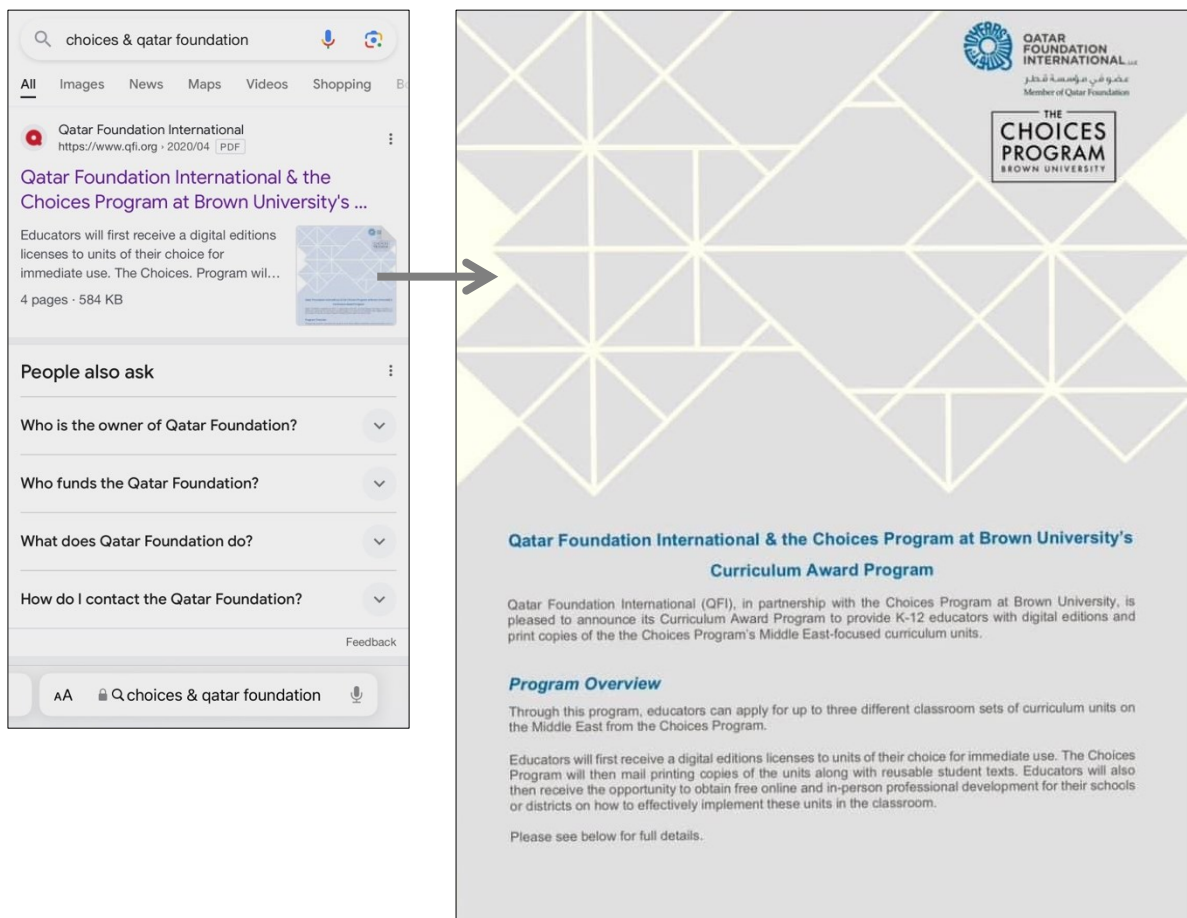 choices & qatar foundation
All Images News Maps Videos Shopping
Qatar Foundation International
https://www.qfi.org › 2020/04 PDF
Qatar Foundation International & the
Choices Program at Brown University's ...
Educators will first receive a digital editions
licenses to units of their choice for
immediate use. The Choices. Program wil...
4 pages · 584 KB
People also ask
Who is the owner of Qatar Foundation?
Who funds the Qatar Foundation?
What does Qatar Foundation do?
How do I contact the Qatar Foundation?
Feedback
AA choices & qatar foundation
QATAR
FOUNDATION
INTERNATIONAL LLC
عضو في مؤسسة قطر
Member of Qatar Foundation
THE
CHOICES
PROGRAM
BROWN UNIVERSITY
Qatar Foundation International & the Choices Program at Brown University's
Curriculum Award Program
Qatar Foundation International (QFI), in partnership with the Choices Program at Brown University, is
pleased to announce its Curriculum Award Program to provide K-12 educators with digital editions and
print copies of the the Choices Program's Middle East-focused curriculum units.
Program Overview
Through this program, educators can apply for up to three different classroom sets of curriculum units on
the Middle East from the Choices Program.
Educators will first receive a digital editions licenses to units of their choice for immediate use. The Choices
Program will then mail printing copies of the units along with reusable student texts. Educators will also
then receive the opportunity to obtain free online and in-person professional development for their schools
or districts on how to effectively implement these units in the classroom.
Please see below for full details.